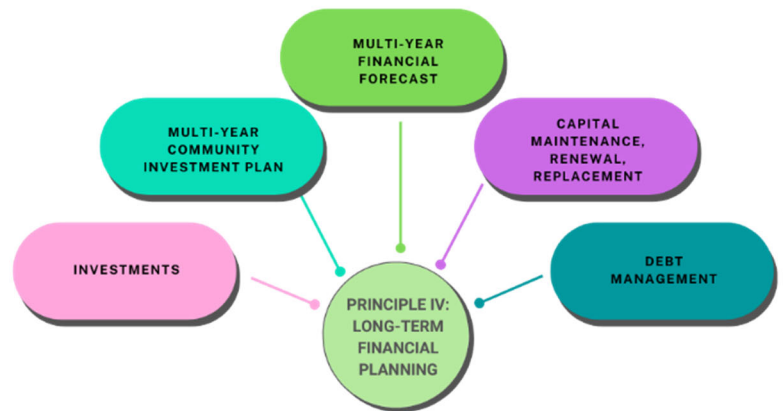 MULTI-YEAR
FINANCIAL
FORECAST
MULTI-YEAR
COMMUNITY
INVESTMENT PLAN
CAPITAL
MAINTENANCE,
RENEWAL,
REPLACEMENT
INVESTMENTS
DEBT
MANAGEMENT
PRINCIPLE IV:
LONG-TERM
FINANCIAL
PLANNING